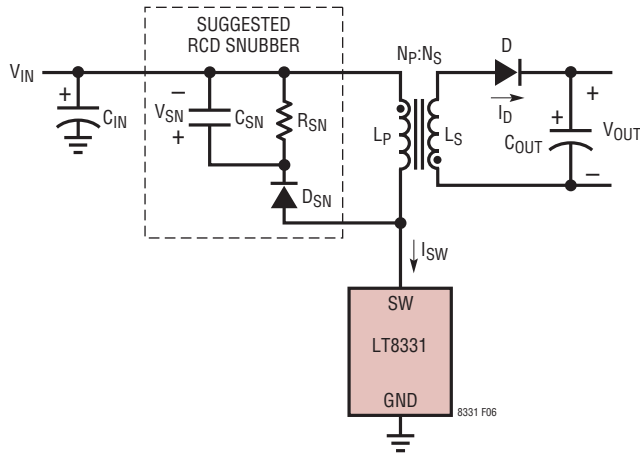 SUGGESTED
RCD SNUBBER
NP:NS
D
VIN
+
CIN
−
VSN
+
CSN
RSN
DSN
LP
LS
ID
+
COUT
+
VOUT
−
ISW
SW
LT8331
GND
8331 F06